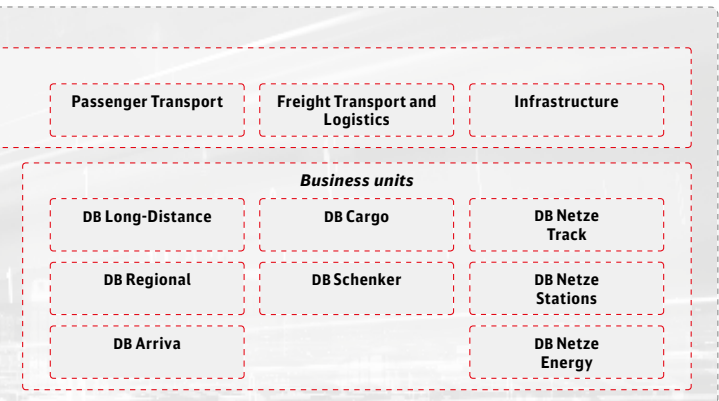 Passenger Transport
Freight Transport and
Logistics
Infrastructure
Business units
DB Long-Distance
DB Cargo
DB Netze
Track
DB Regional
DB Schenker
DB Netze
Stations
DB Arriva
DB Netze
Energy